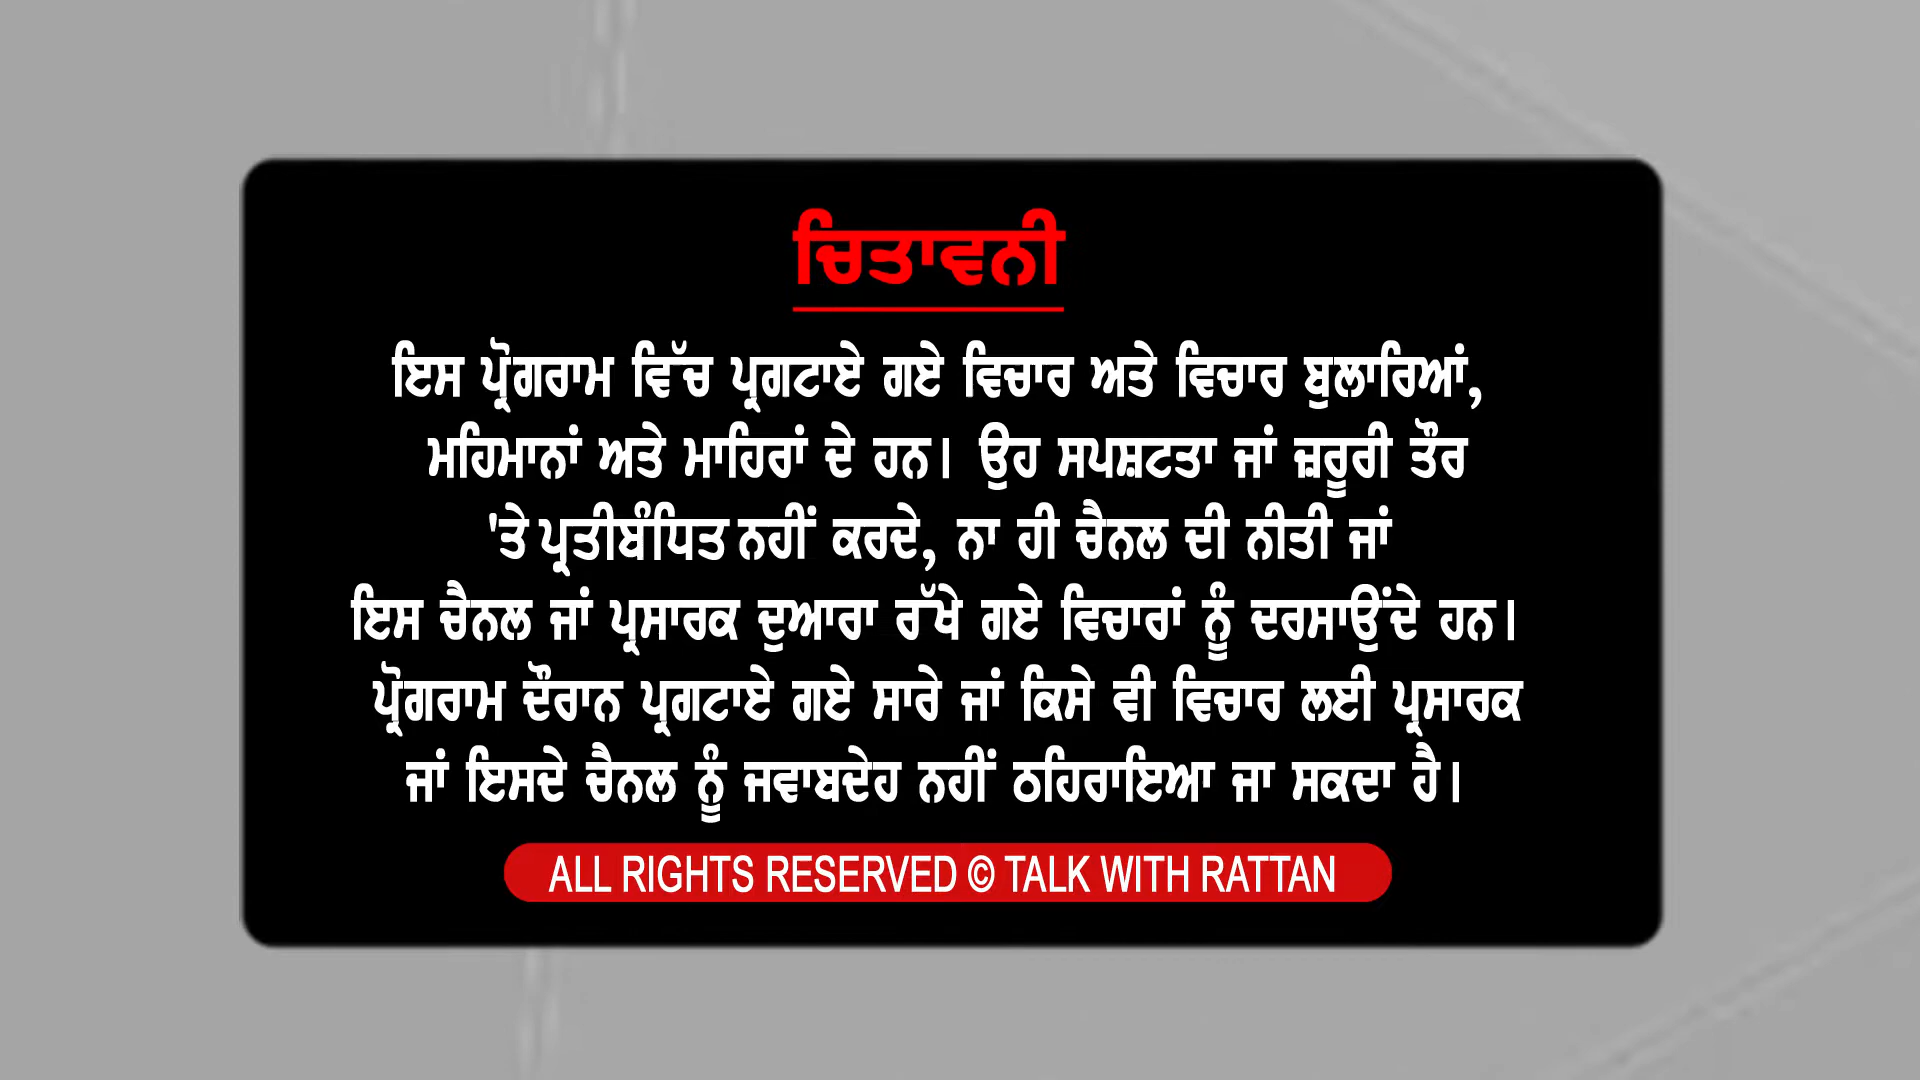 ਚਿਤਾਵਨੀ
ਇਸ ਪ੍ਰੋਗਰਾਮ ਵਿੱਚ ਪ੍ਰਗਟਾਏ ਗਏ ਵਿਚਾਰ ਅਤੇ ਵਿਚਾਰ ਬੁਲਾਰਿਆਂ,
ਮਹਿਮਾਨਾਂ ਅਤੇ ਮਾਹਿਰਾਂ ਦੇ ਹਨ। ਉਹ ਸਪਸ਼ਟਤਾ ਜਾਂ ਜ਼ਰੂਰੀ ਤੌਰ
'ਤੇ ਪ੍ਰਤੀਬੰਧਿਤ ਨਹੀਂ ਕਰਦੇ, ਨਾ ਹੀ ਚੈਨਲ ਦੀ ਨੀਤੀ ਜਾਂ
ਇਸ ਚੈਨਲ ਜਾਂ ਪ੍ਰਸਾਰਕ ਦੁਆਰਾ ਰੱਖੇ ਗਏ ਵਿਚਾਰਾਂ ਨੂੰ ਦਰਸਾਉਂਦੇ ਹਨ।
ਪ੍ਰੋਗਰਾਮ ਦੌਰਾਨ ਪ੍ਰਗਟਾਏ ਗਏ ਸਾਰੇ ਜਾਂ ਕਿਸੇ ਵੀ ਵਿਚਾਰ ਲਈ ਪ੍ਰਸਾਰਕ
ਜਾਂ ਇਸਦੇ ਚੈਨਲ ਨੂੰ ਜਵਾਬਦੇਹ ਨਹੀਂ ਠਹਿਰਾਇਆ ਜਾ ਸਕਦਾ ਹੈ।
ALL RIGHTS RESERVED © TALK WITH RATTAN